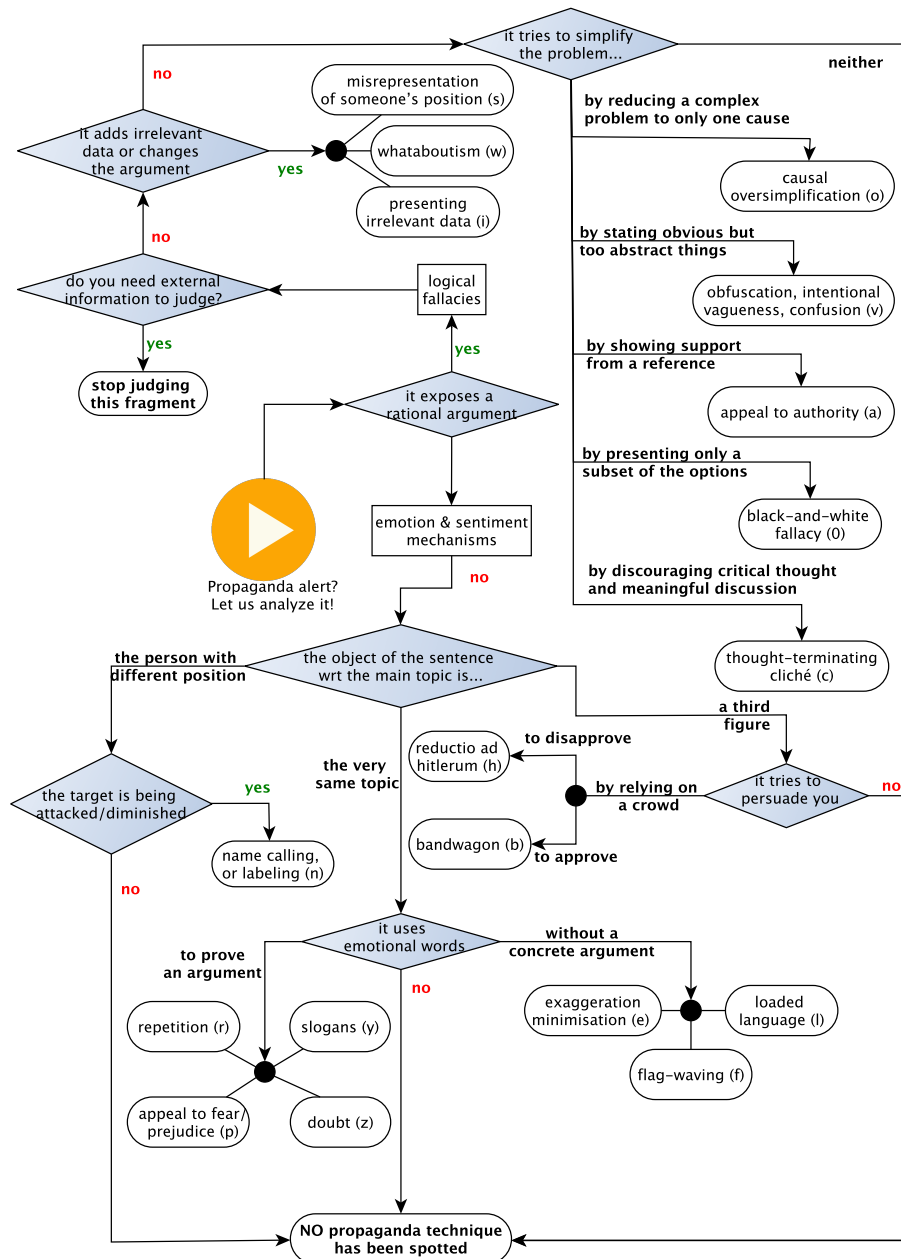 it tries to simplify
the problem...
neither
no
misrepresentation
of someone's position (s)
by reducing a complex
problem to only one cause
it adds irrelevant
data or changes
the argument
yes
whataboutism (w)
causal
oversimplification (o)
presenting
irrelevant data (i)
no
by stating obvious but
too abstract things
do you need external
information to judge?
logical
fallacies
obfuscation, intentional
vagueness, confusion (v)
yes
yes
by showing support
from a reference
stop judging
this fragment
it exposes a
rational argument
appeal to authority (a)
by presenting only a
subset of the options
emotion & sentiment
mechanisms
black-and-white
fallacy (0)
no
by discouraging critical thought
and meaningful discussion
Propaganda alert?
Let us analyze it!
the person with
different position
the object of the sentence
wrt the main topic is...
thought-terminating
cliché (c)
a third
figure
the very
same topic
reductio ad
hitlerum (h)
to disapprove
yes
the target is being
attacked/diminished
by relying on
a crowd
it tries to
persuade you
no
name calling,
or labeling (n)
bandwagon (b)
to approve
no
it uses
emotional words
to prove
an argument
without a
concrete argument
no
repetition (r)
slogans (y)
exaggeration
minimisation (e)
loaded
language (l)
appeal to fear/
prejudice (p)
doubt (z)
flag-waving (f)
NO propaganda technique
has been spotted